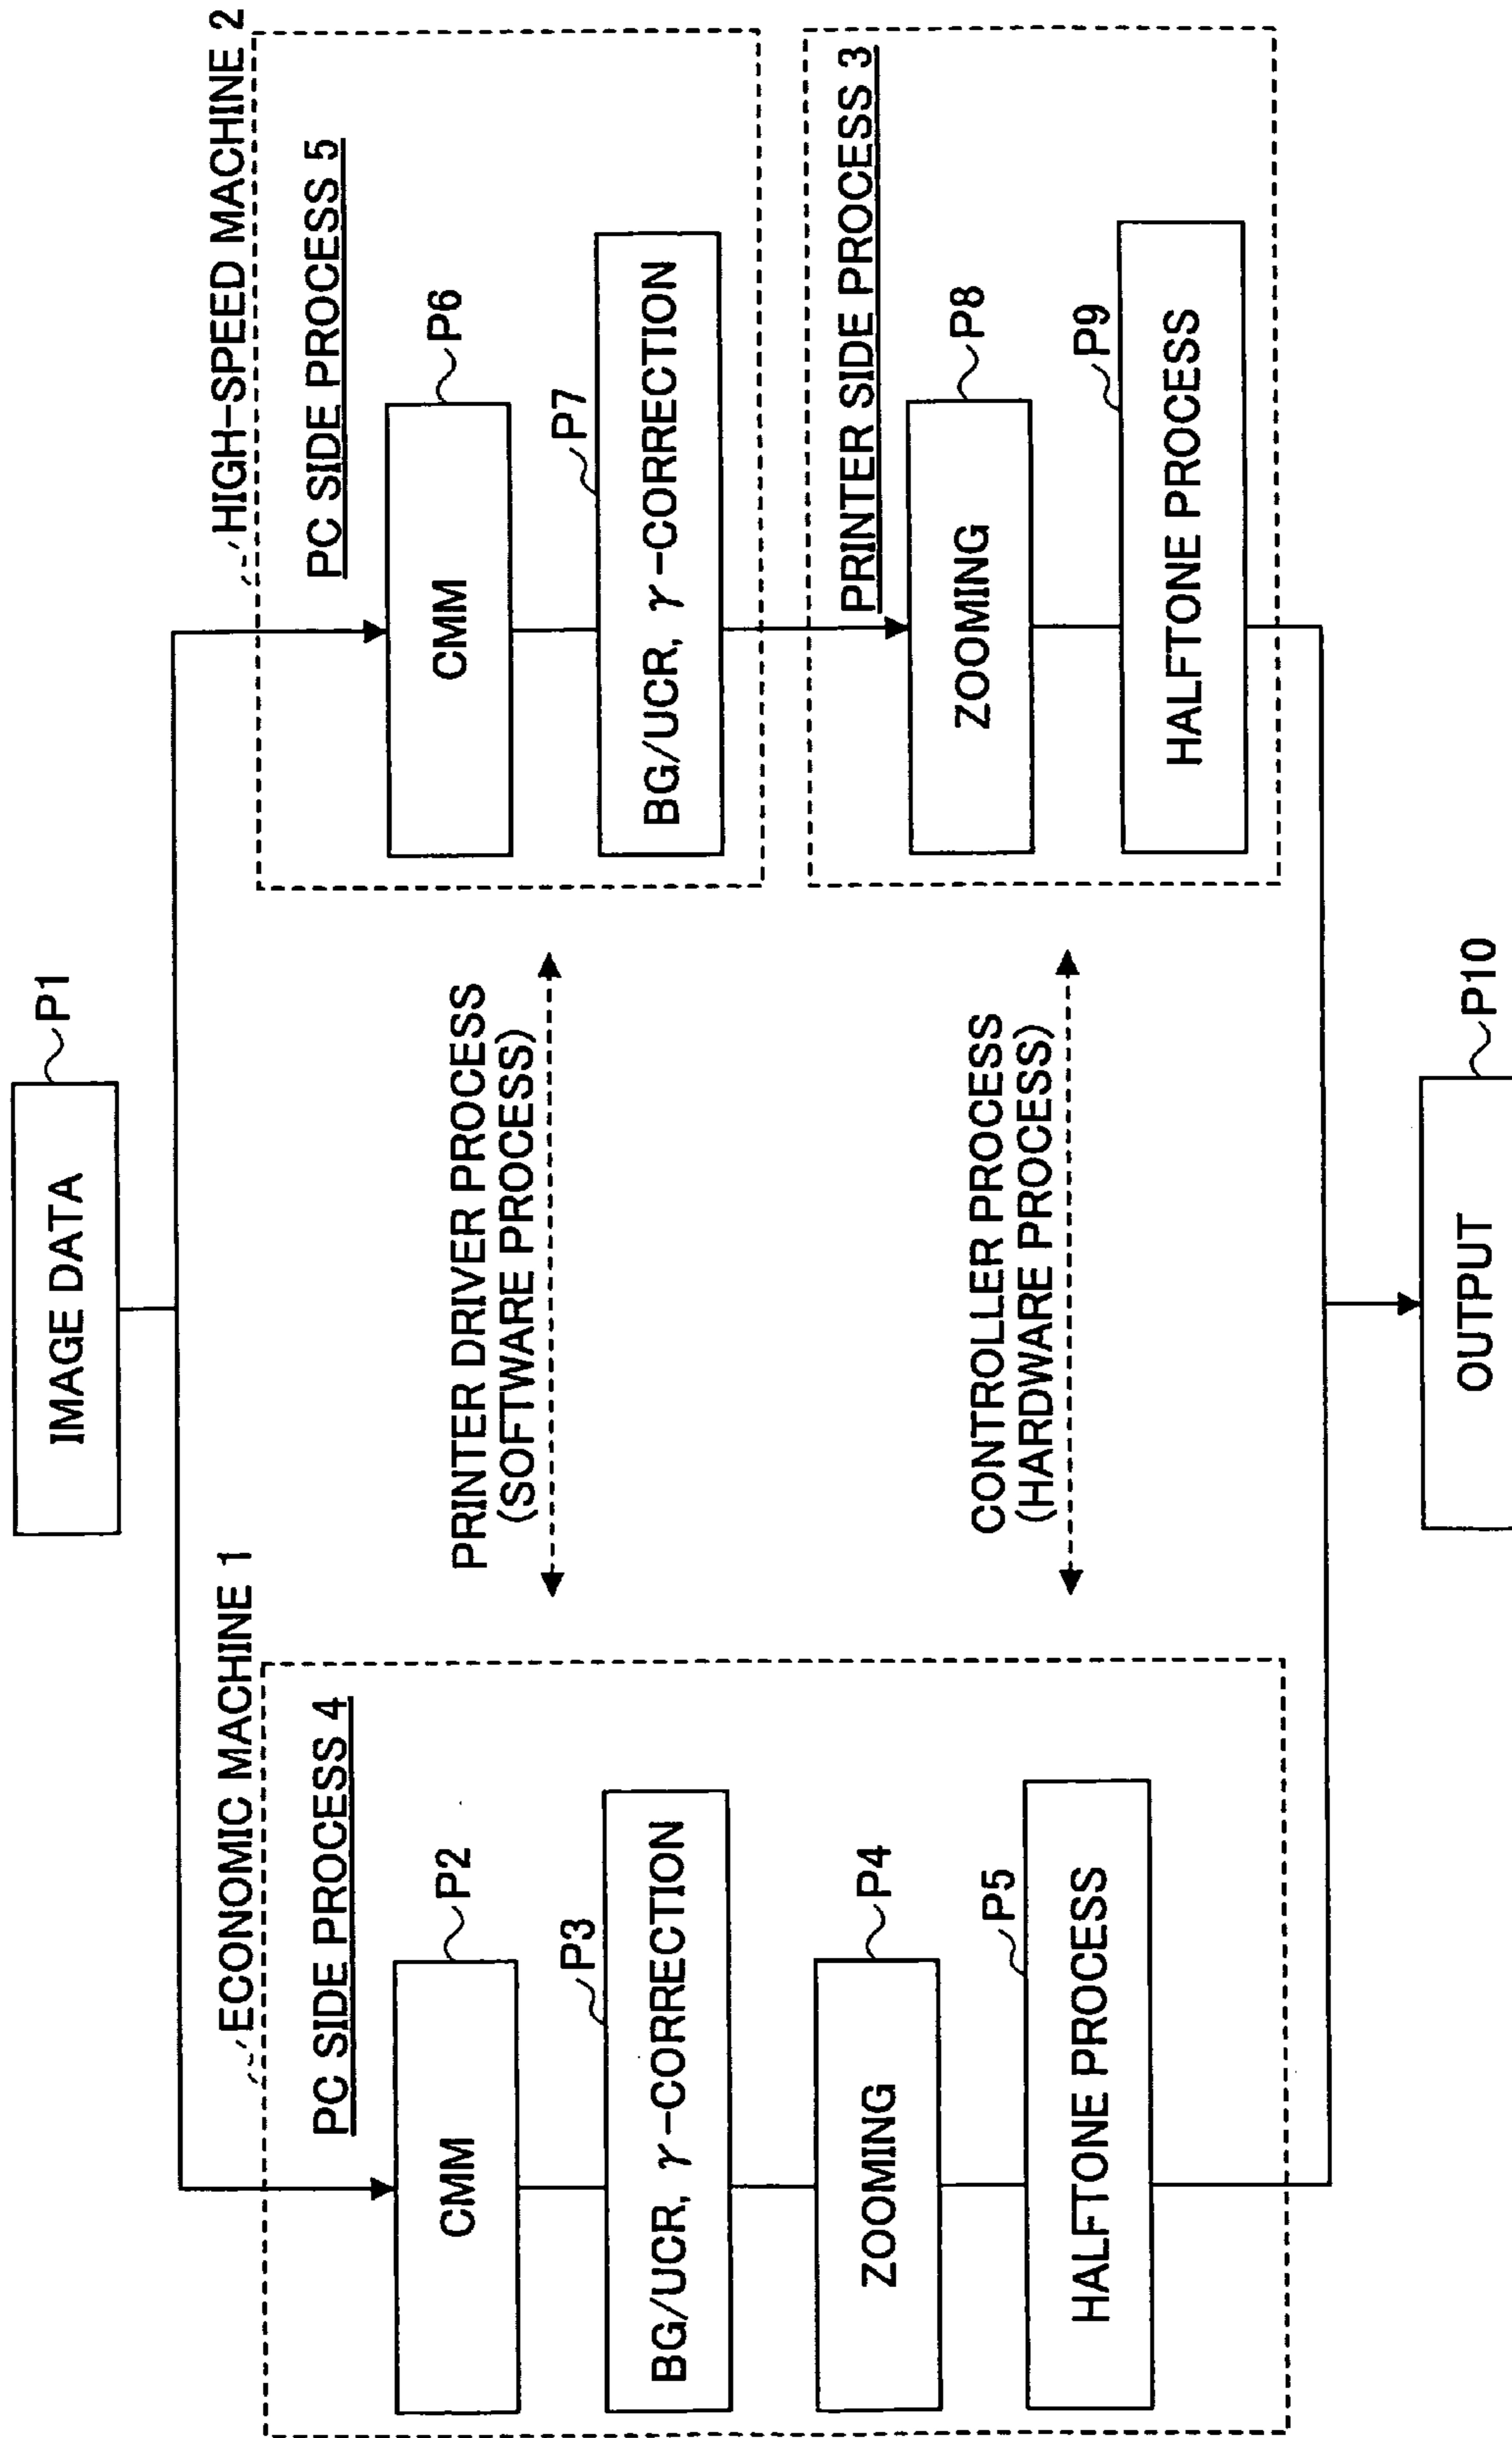 IMAGE DATA
P1
ECONOMIC MACHINE 1
PC SIDE PROCESS 4
CMM
P2
BG/UCR, γ-CORRECTION
P3
ZOOMING
P4
HALFTONE PROCESS
P5
PRINTER DRIVER PROCESS
(SOFTWARE PROCESS)
CONTROLLER PROCESS
(HARDWARE PROCESS)
HIGH-SPEED MACHINE 2
PC SIDE PROCESS 5
CMM
P6
BG/UCR, γ-CORRECTION
P7
PRINTER SIDE PROCESS 3
ZOOMING
P8
HALFTONE PROCESS
P9
OUTPUT
P10